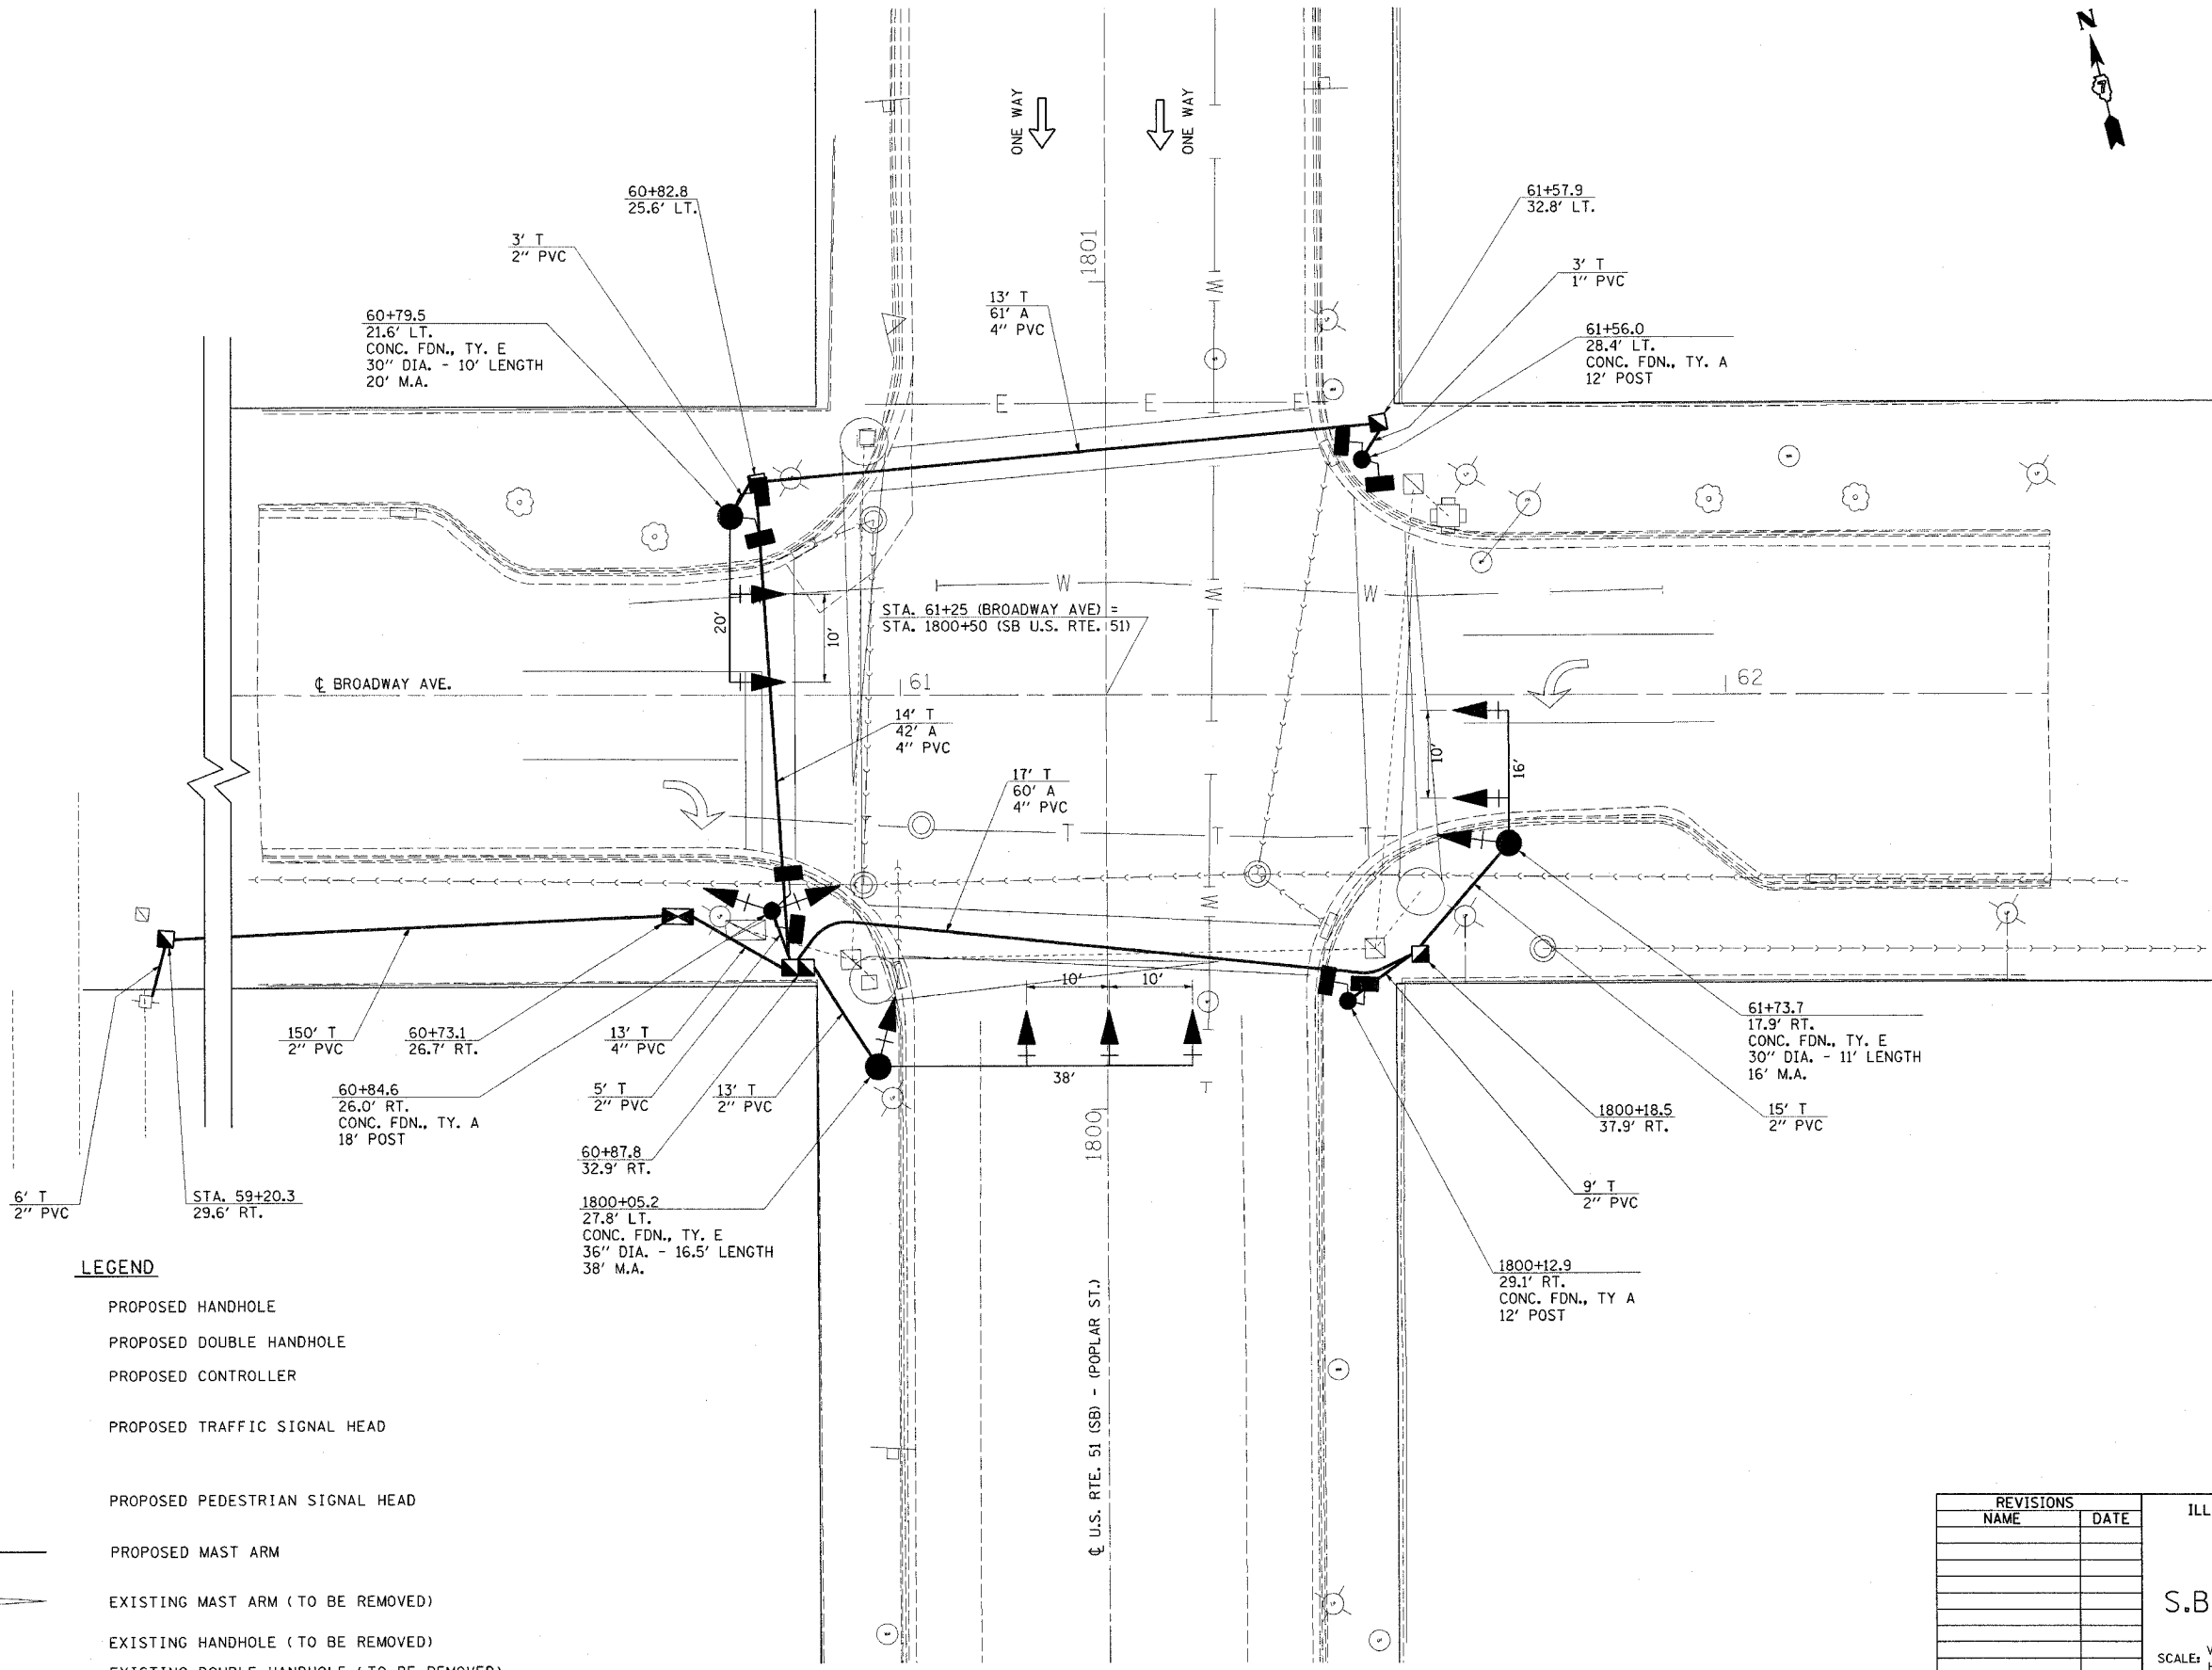 N
ONE WAY
ONE WAY
60+82.8
25.6' LT.
61+57.9
32.8' LT.
3' T
2" PVC
1801
3' T
1" PVC
60+79.5
21.6' LT.
CONC. FDN., TY. E
30" DIA. - 10' LENGTH
20' M.A.
13' T
61' A
4" PVC
61+56.0
28.4' LT.
CONC. FDN., TY. A
12' POST
W
E E E
W
W W W
20'
10'
STA. 61+25 (BROADWAY AVE) =
STA. 1800+50 (SB U.S. RTE. 51)
℄ BROADWAY AVE.
61
62
14' T
42' A
4" PVC
10'
16'
17' T
60' A
4" PVC
T T T
W
10' 10'
38'
T
150' T
2" PVC
60+73.1
26.7' RT.
13' T
4" PVC
61+73.7
17.9' RT.
CONC. FDN., TY. E
30" DIA. - 11' LENGTH
16' M.A.
60+84.6
26.0' RT.
CONC. FDN., TY. A
18' POST
5' T
2" PVC
13' T
2" PVC
1800
1800+18.5
37.9' RT.
15' T
2" PVC
60+87.8
32.9' RT.
6' T
2" PVC
STA. 59+20.3
29.6' RT.
1800+05.2
27.8' LT.
CONC. FDN., TY. E
36" DIA. - 16.5' LENGTH
38' M.A.
9' T
2" PVC
1800+12.9
29.1' RT.
CONC. FDN., TY A
12' POST
℄ U.S. RTE. 51 (SB) - (POPLAR ST.)
LEGEND
PROPOSED HANDHOLE
PROPOSED DOUBLE HANDHOLE
PROPOSED CONTROLLER
PROPOSED TRAFFIC SIGNAL HEAD
PROPOSED PEDESTRIAN SIGNAL HEAD
PROPOSED MAST ARM
EXISTING MAST ARM (TO BE REMOVED)
EXISTING HANDHOLE (TO BE REMOVED)
EXISTING DOUBLE HANDHOLE (TO BE REMOVED)
REVISIONS
NAME DATE
ILL
S.B
SCALE: